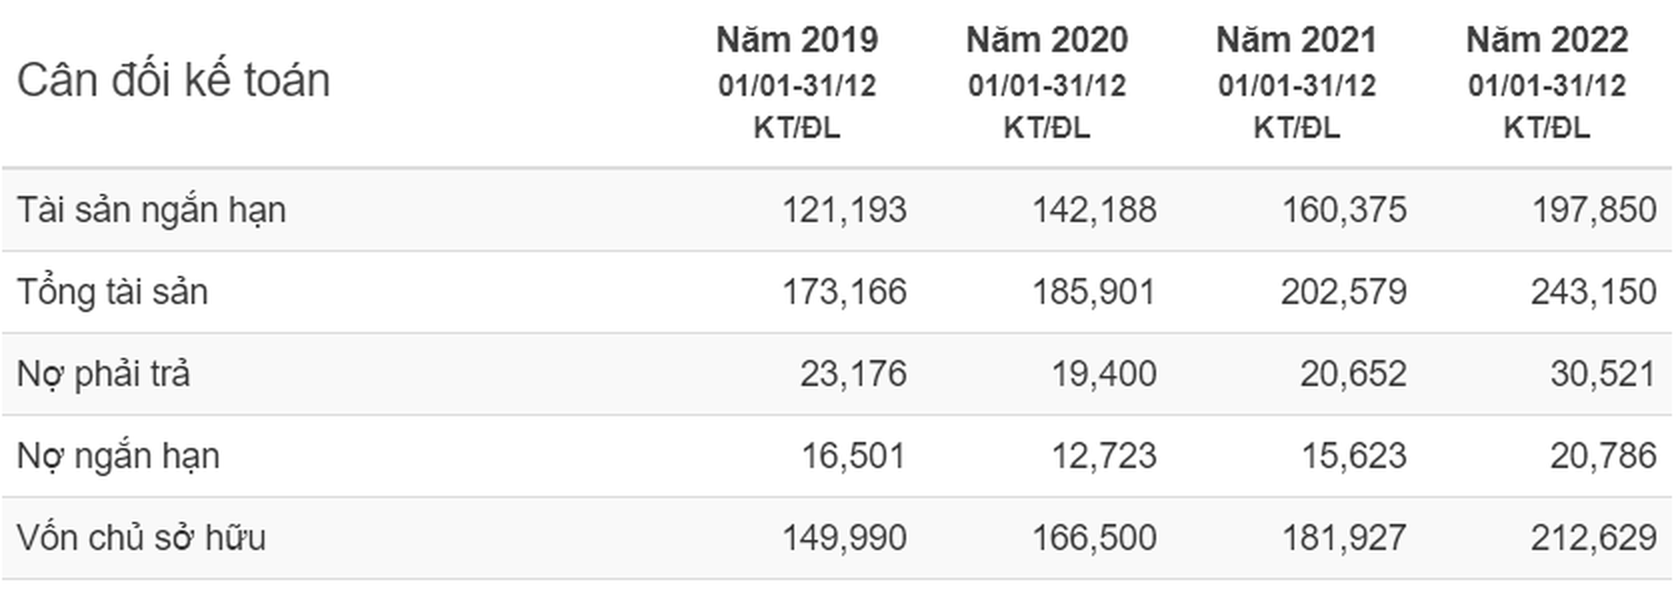 Cân đối kế toán
Năm 2019 Năm 2020 Năm 2021 Năm 2022
01/01-31/12 01/01-31/12 01/01-31/12 01/01-31/12
KT/ĐL KT/ĐL KT/ĐL KT/ĐL
Tài sản ngắn hạn 121,193 142,188 160,375 197,850
Tổng tài sản 173,166 185,901 202,579 243,150
Nợ phải trả 23,176 19,400 20,652 30,521
Nợ ngắn hạn 16,501 12,723 15,623 20,786
Vốn chủ sở hữu 149,990 166,500 181,927 212,629